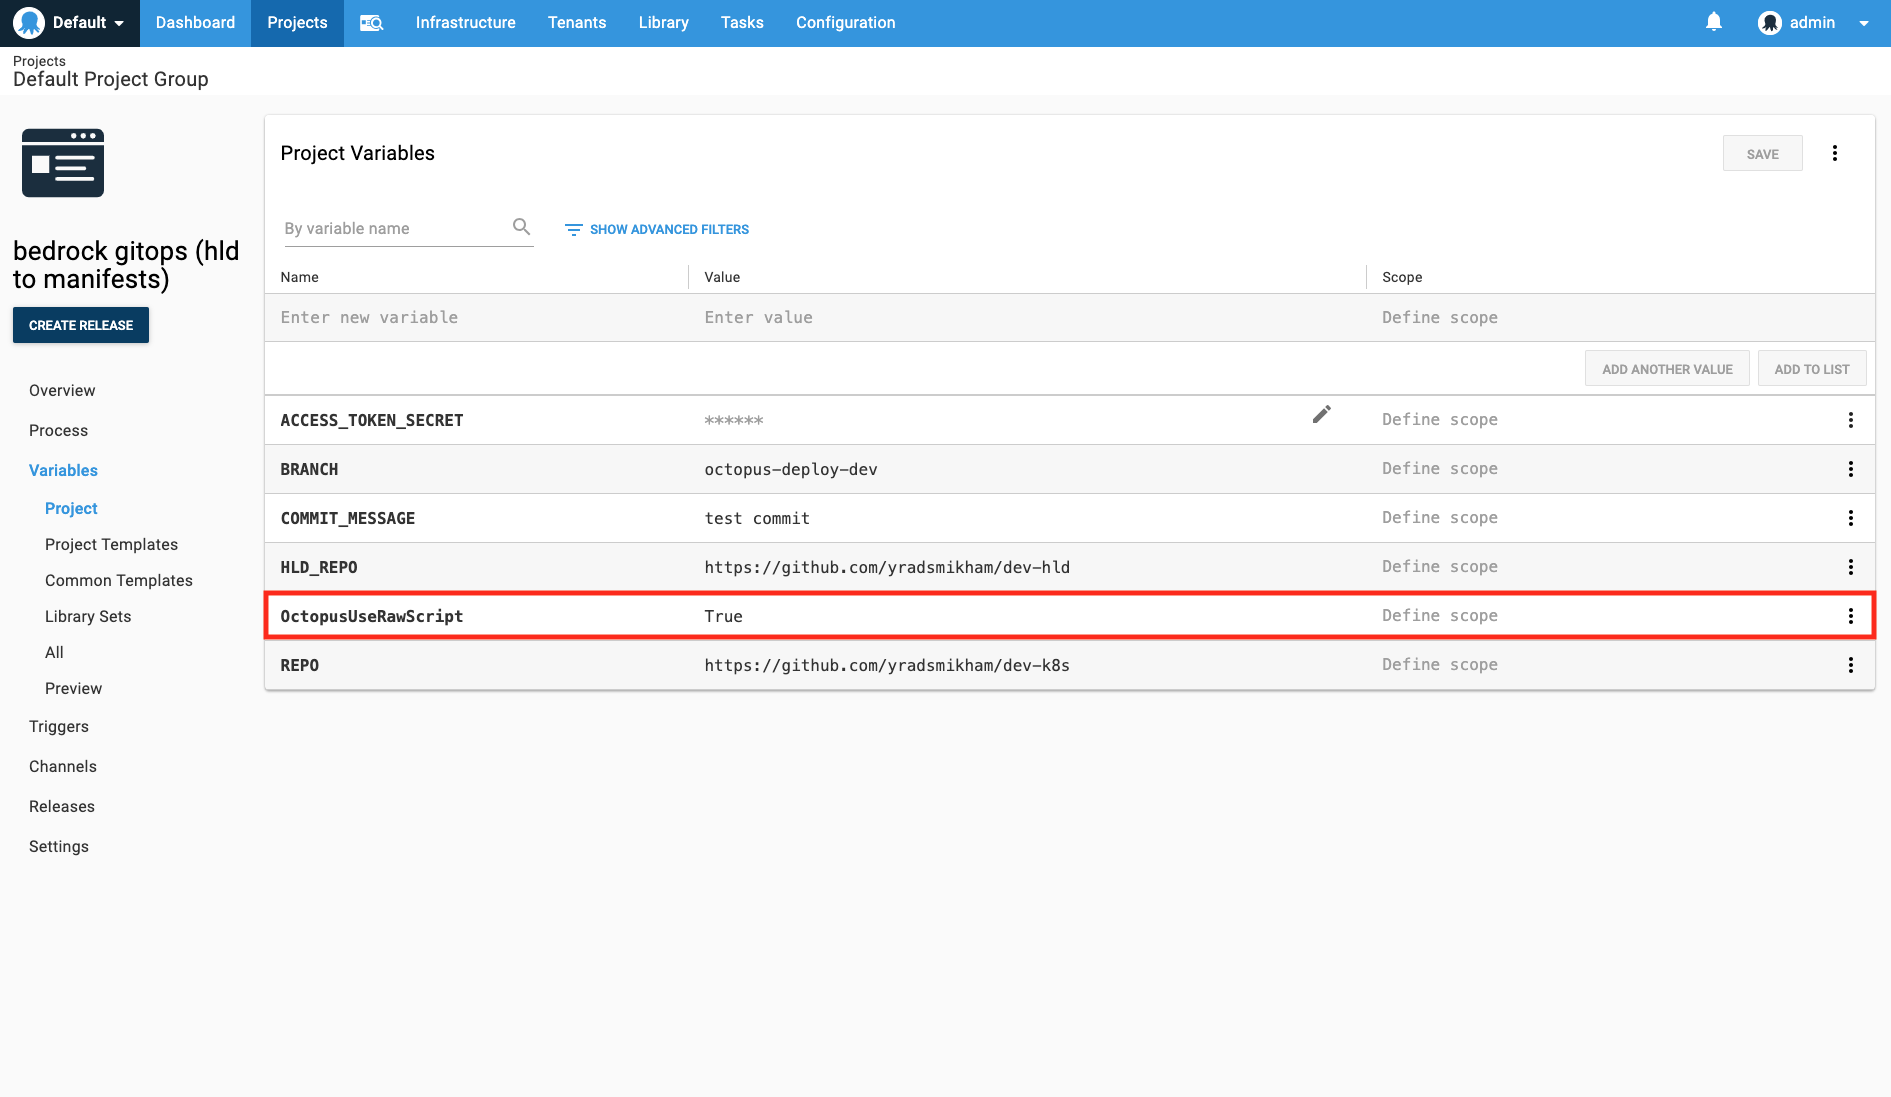 Default Dashboard Projects Infrastructure Tenants Library Tasks Configuration admin
Projects
Default Project Group
bedrock gitops (hld
to manifests)
CREATE RELEASE
Overview
Process
Variables
Project
Project Templates
Common Templates
Library Sets
All
Preview
Triggers
Channels
Releases
Settings
Project Variables
SAVE
By variable name SHOW ADVANCED FILTERS
Name Value Scope
Enter new variable Enter value Define scope
ADD ANOTHER VALUE ADD TO LIST
ACCESS_TOKEN_SECRET ****** Define scope
BRANCH octopus-deploy-dev Define scope
COMMIT_MESSAGE test commit Define scope
HLD_REPO https://github.com/yradsmikham/dev-hld Define scope
OctopusUseRawScript True Define scope
REPO https://github.com/yradsmikham/dev-k8s Define scope